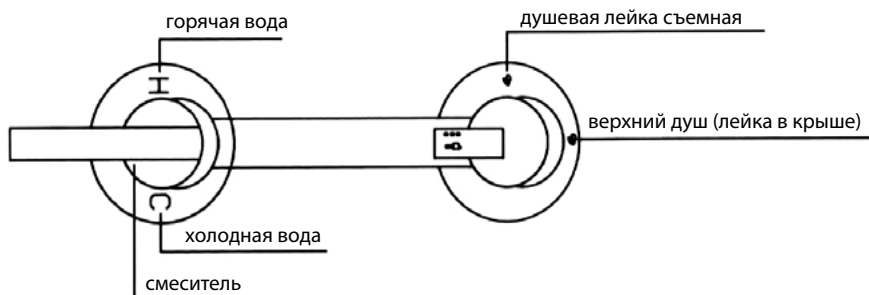 горячая вода
душевая лейка съемная
H
верхний душ (лейка в крыше)
C
холодная вода
смеситель